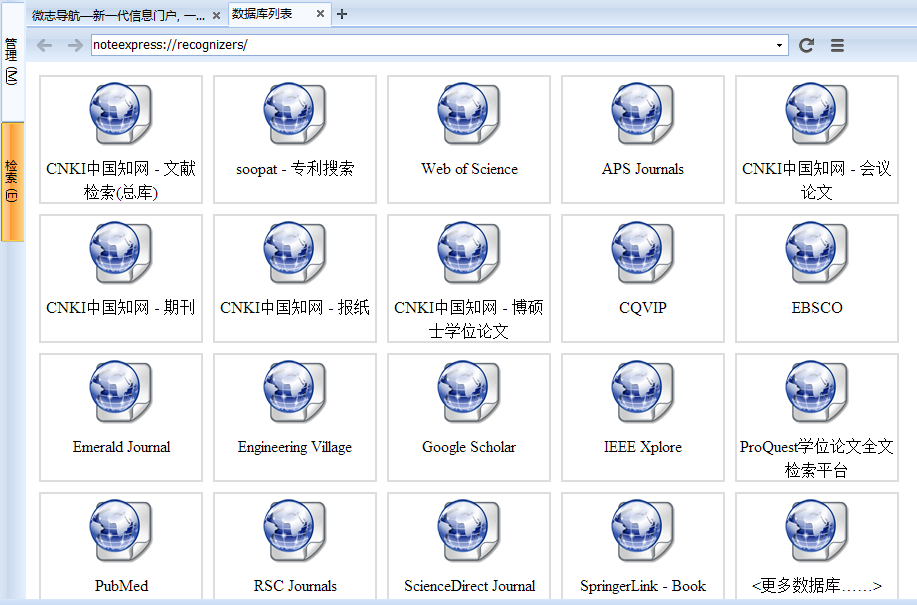 微志导航—新一代信息门户, 一...
数据库列表
noteexpress://recognizers/
管理 (M)
检索 (E)
CNKI中国知网 - 文献
检索(总库)
soopat - 专利搜索
Web of Science
APS Journals
CNKI中国知网 - 会议
论文
CNKI中国知网 - 期刊
CNKI中国知网 - 报纸
CNKI中国知网 - 博硕
士学位论文
CQVIP
EBSCO
Emerald Journal
Engineering Village
Google Scholar
IEEE Xplore
ProQuest学位论文全文
检索平台
PubMed
RSC Journals
ScienceDirect Journal
SpringerLink - Book
<更多数据库……>